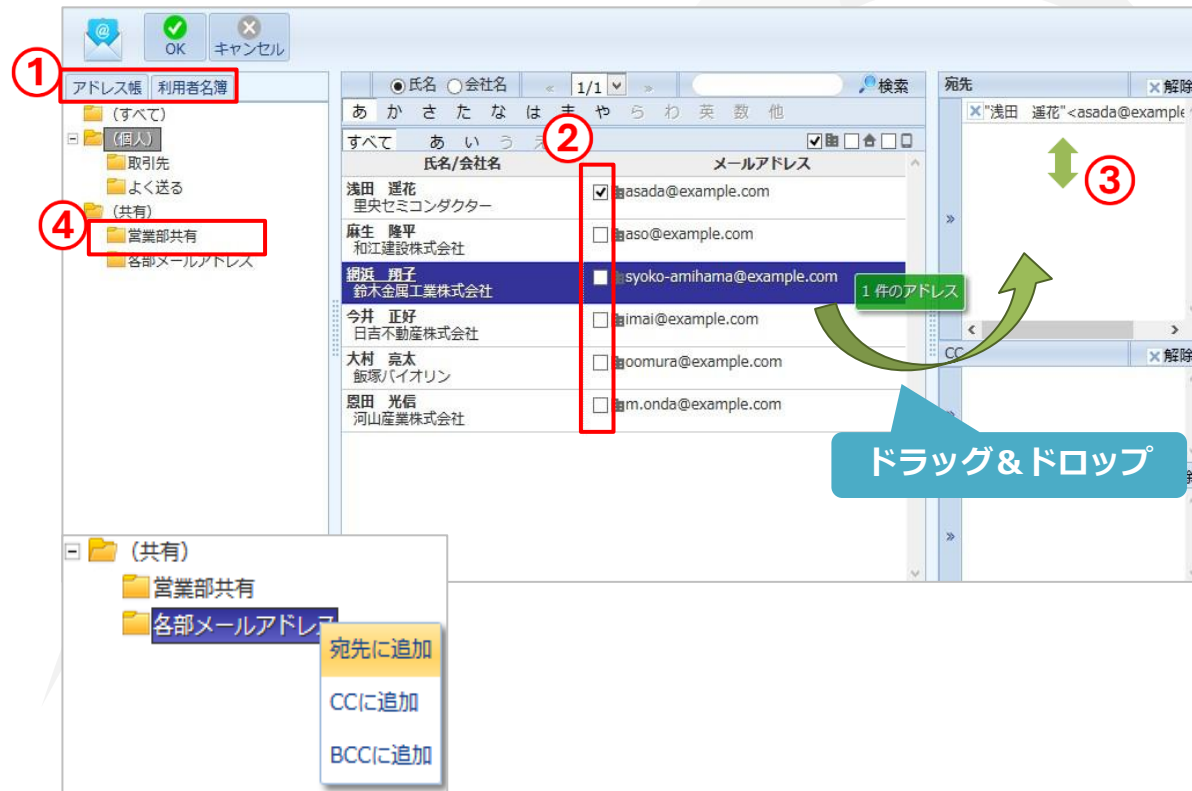 OK
キャンセル
①
アドレス帳 利用者名簿
(すべて)
(個人)
取引先
よく送る
(共有)
④
営業部共有
各部メールアドレス
氏名 会社名 « 1/1 » 検索
あ か さ た な は ま や ら わ 英 数 他
すべて あ い う え
②
氏名/会社名 メールアドレス
浅田 遥花
里央セミコンダクター
asada@example.com
麻生 隆平
和江建設株式会社
aso@example.com
網浜 翔子
鈴木金属工業株式会社
syoko-amihama@example.com
今井 正好
日吉不動産株式会社
imai@example.com
大村 亮太
飯塚バイオリン
oomura@example.com
恩田 光信
河山産業株式会社
m.onda@example.com
1 件のアドレス
宛先 解除
"浅田 遥花"<asada@example
③
»
CC 解除
»
ドラッグ&ドロップ
»
(共有)
営業部共有
各部メールアドレス
宛先に追加
CCに追加
BCCに追加